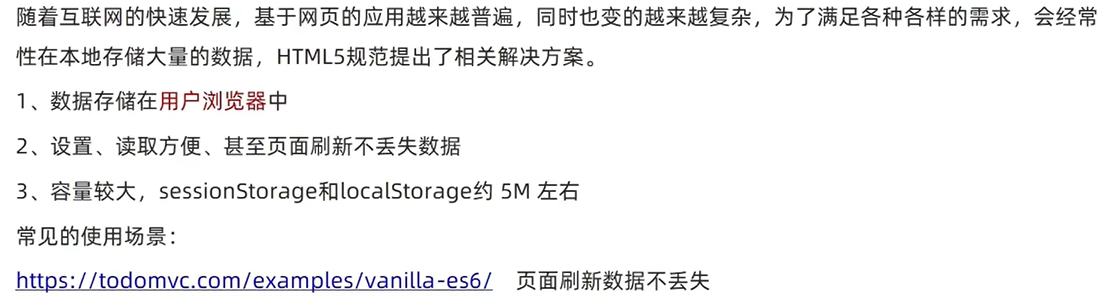 随着互联网的快速发展，基于网页的应用越来越普遍，同时也变的越来越复杂，为了满足各种各样的需求，会经常
性在本地存储大量的数据，HTML5规范提出了相关解决方案。
1、数据存储在用户浏览器中
2、设置、读取方便、甚至页面刷新不丢失数据
3、容量较大，sessionStorage和localStorage约 5M 左右
常见的使用场景：
https://todomvc.com/examples/vanilla-es6/ 页面刷新数据不丢失